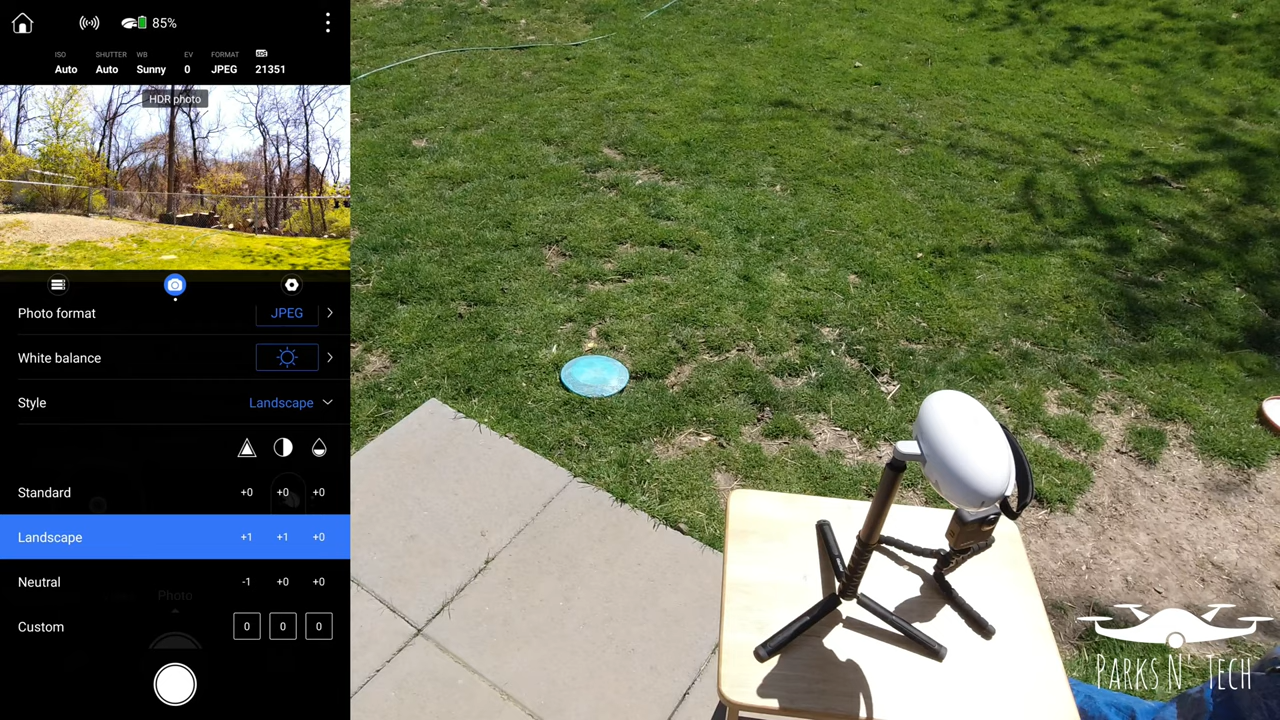 85%
ISO SHUTTER WB EV FORMAT SDS
Auto Auto Sunny 0 JPEG 21351
HDR photo
Photo format JPEG
White balance
Style Landscape
Standard +0 +0 +0
Landscape +1 +1 +0
Neutral -1 +0 +0
Photo
Custom 0 0 0
PARKS N' TECH